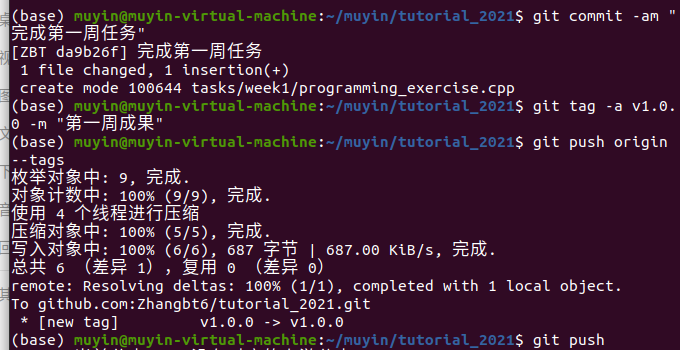 (base) muyin@muyin-virtual-machine:~/muyin/tutorial_2021$ git commit -am "
完成第一周任务"
[ZBT da9b26f] 完成第一周任务
 1 file changed, 1 insertion(+)
 create mode 100644 tasks/week1/programming_exercise.cpp
(base) muyin@muyin-virtual-machine:~/muyin/tutorial_2021$ git tag -a v1.0.
0 -m "第一周成果"
(base) muyin@muyin-virtual-machine:~/muyin/tutorial_2021$ git push origin
--tags
枚举对象中: 9, 完成.
对象计数中: 100% (9/9), 完成.
使用 4 个线程进行压缩
压缩对象中: 100% (5/5), 完成.
写入对象中: 100% (6/6), 687 字节 | 687.00 KiB/s, 完成.
总共 6 （差异 1），复用 0 （差异 0）
remote: Resolving deltas: 100% (1/1), completed with 1 local object.
To github.com:Zhangbt6/tutorial_2021.git
 * [new tag]         v1.0.0 -> v1.0.0
(base) muyin@muyin-virtual-machine:~/muyin/tutorial_2021$ git push